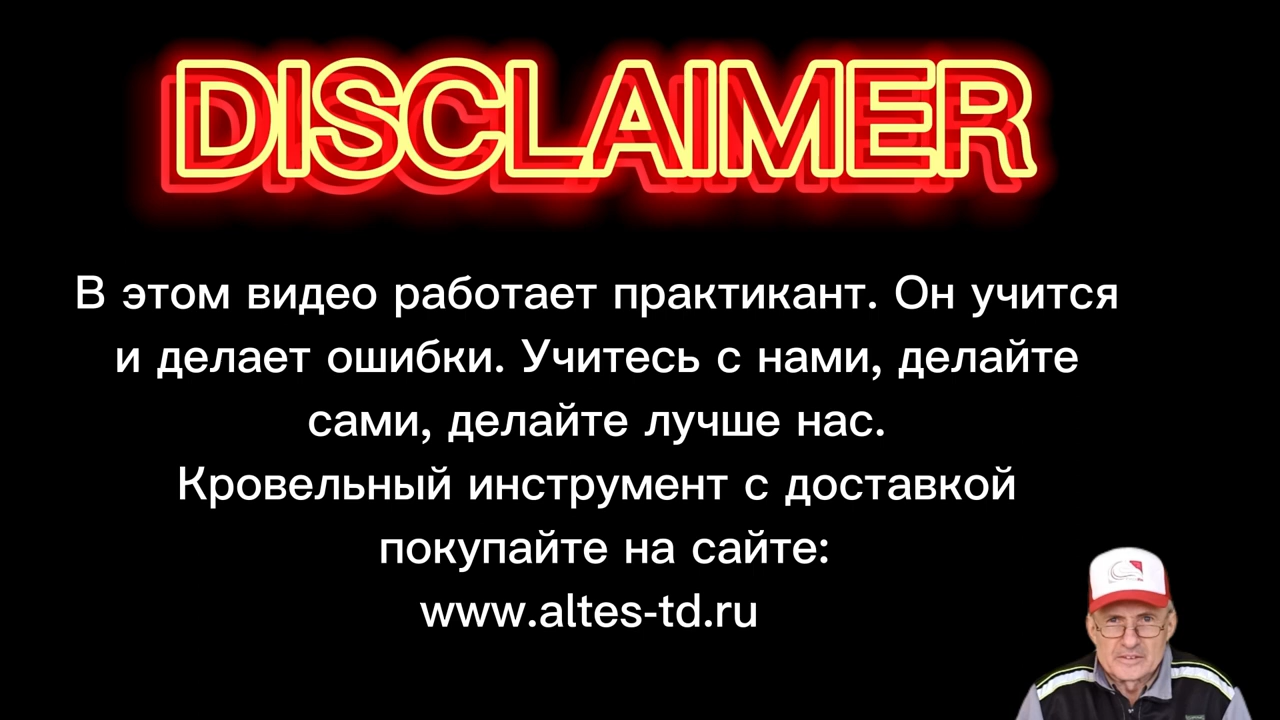 DISCLAIMER
В этом видео работает практикант. Он учится
и делает ошибки. Учитесь с нами, делайте
сами, делайте лучше нас.
Кровельный инструмент с доставкой
покупайте на сайте:
www.altes-td.ru